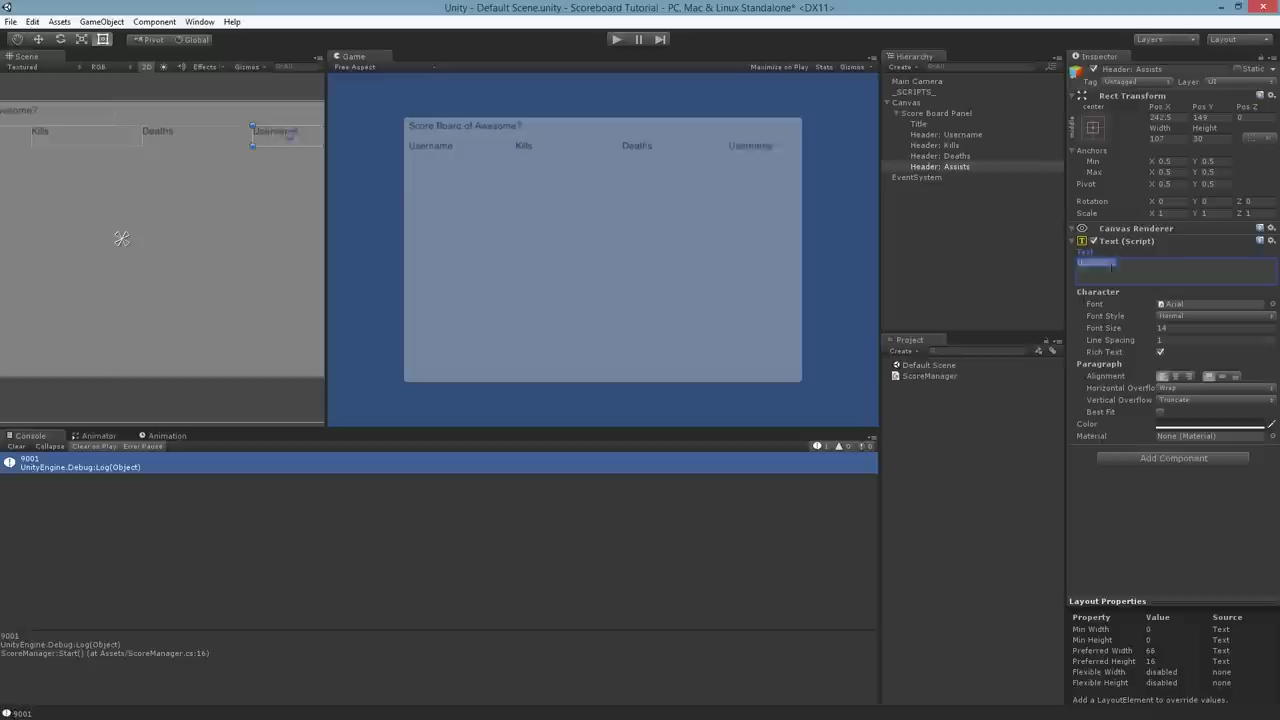 Unity - Default Scene.unity - Scoreboard Tutorial - PC, Mac & Linux Standalone* <DX11>
File Edit Assets GameObject Component Window Help
Pivot Global Layers Layout
Scene Game Hierarchy Inspector
Textured RGB 2D Effects Gizmos All Free Aspect Maximize on Play Stats Gizmos Create Header: Assists Static
Tag Untagged Layer UI
Main Camera
_SCRIPTS_
Canvas
Score Board Panel
Title
Header: Username
Header: Kills
Header: Deaths
Header: Assists
EventSystem
wesome?
Kills Deaths Username
Score Board of Awesome?
Username Kills Deaths Username
Rect Transform
center Pos X Pos Y Pos Z
middle 242.5 149 0
Width Height
107 30
Anchors
Min X 0.5 Y 0.5
Max X 0.5 Y 0.5
Pivot X 0.5 Y 0.5
Rotation X 0 Y 0 Z 0
Scale X 1 Y 1 Z 1
Canvas Renderer
Text (Script)
Text
Character
Font Arial
Font Style Normal
Font Size 14
Line Spacing 1
Rich Text
Paragraph
Alignment
Horizontal Overflo Wrap
Vertical Overflow Truncate
Best Fit
Color
Material None (Material)
Add Component
Project
Create
Default Scene
ScoreManager
Console Animator Animation
Clear Collapse Clear on Play Error Pause 1 0 0
9001
UnityEngine.Debug:Log(Object)
9001
UnityEngine.Debug:Log(Object)
ScoreManager:Start() (at Assets/ScoreManager.cs:16)
Layout Properties
Property Value Source
Min Width 0 Text
Min Height 0 Text
Preferred Width 66 Text
Preferred Height 16 Text
Flexible Width disabled none
Flexible Height disabled none
Add a LayoutElement to override values.
9001